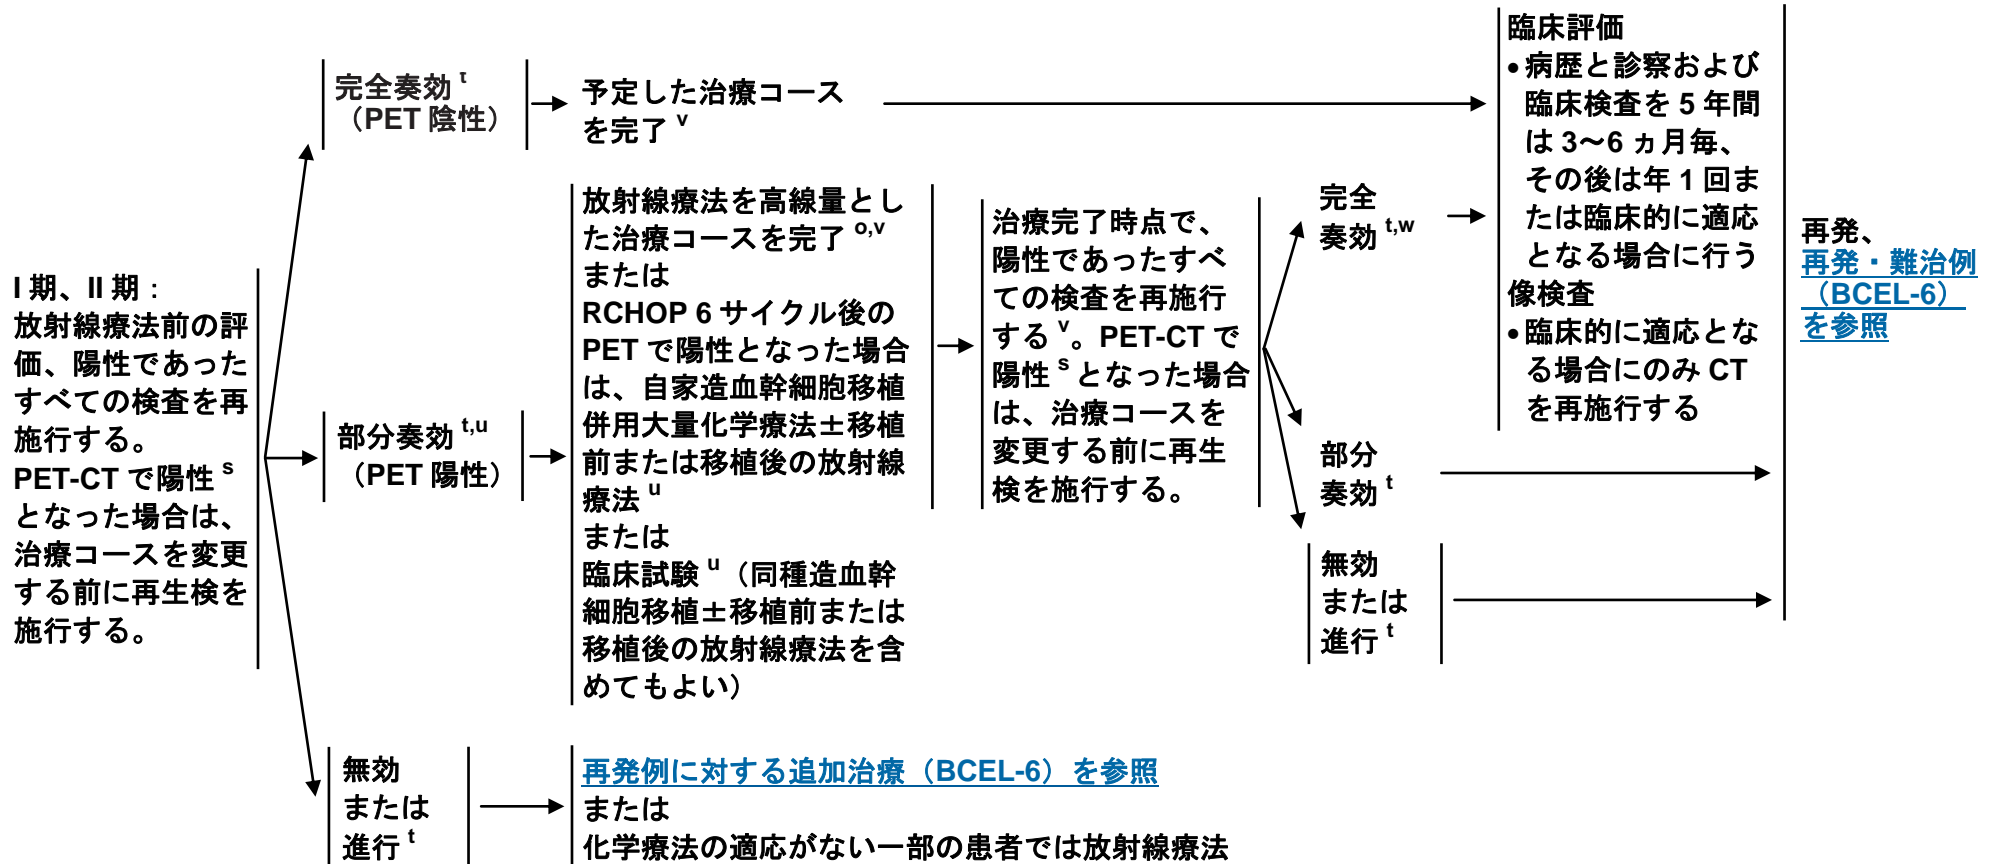 I 期、II 期：
放射線療法前の評
価、陽性であった
すべての検査を再
施行する。
PET-CT で陽性 s
となった場合は、
治療コースを変更
する前に再生検を
施行する。
完全奏効 t
（PET 陰性）
予定した治療コース
を完了 v
部分奏効 t,u
（PET 陽性）
放射線療法を高線量とし
た治療コースを完了 o,v
または
RCHOP 6 サイクル後の
PET で陽性となった場合
は、自家造血幹細胞移植
併用大量化学療法±移植
前または移植後の放射線
療法 u
または
臨床試験 u（同種造血幹
細胞移植±移植前または
移植後の放射線療法を含
めてもよい）
治療完了時点で、
陽性であったすべ
ての検査を再施行
する v。PET-CT で
陽性 s となった場合
は、治療コースを
変更する前に再生
検を施行する。
完全
奏効 t,w
部分
奏効 t
無効
または
進行 t
臨床評価
•病歴と診察および
臨床検査を 5 年間
は 3～6 ヵ月毎、
その後は年 1 回ま
たは臨床的に適応
となる場合に行う
像検査
•臨床的に適応とな
る場合にのみ CT
を再施行する
再発、
再発・難治例
（BCEL-6）
を参照
無効
または
進行 t
再発例に対する追加治療（BCEL-6）を参照
または
化学療法の適応がない一部の患者では放射線療法